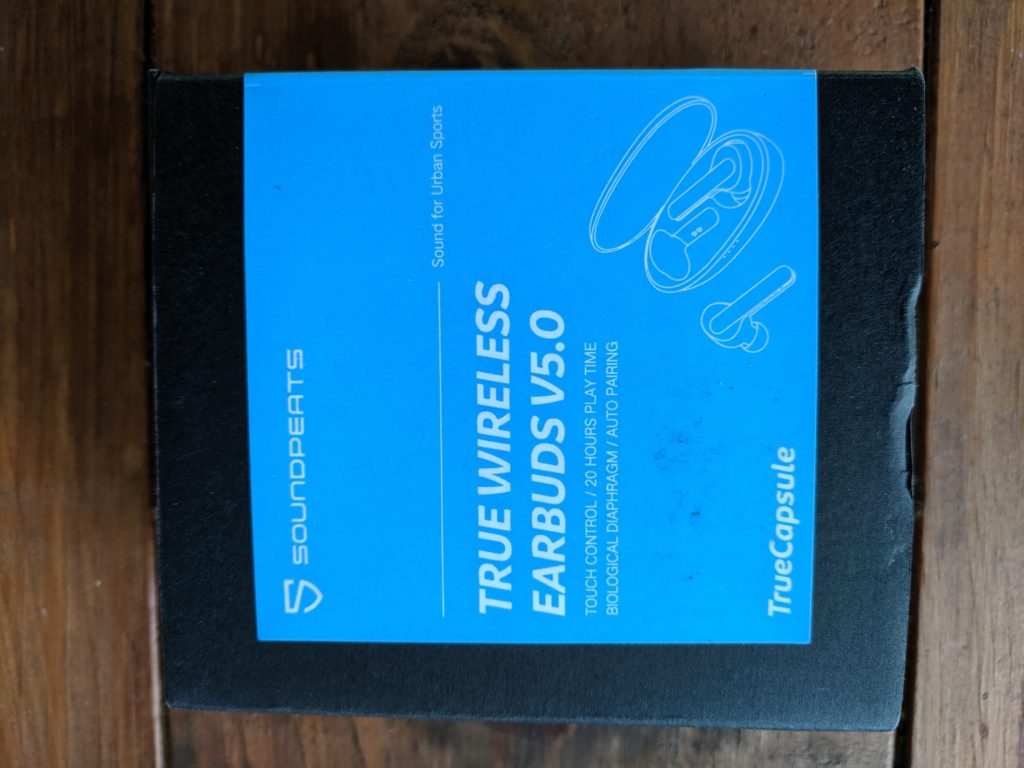 SOUNDPEATS
Sound for Urban Sports
TRUE WIRELESS
EARBUDS V5.0
TOUCH CONTROL / 20 HOURS PLAY TIME
BIOLOGICAL DIAPHRAGM / AUTO PAIRING
TrueCapsule